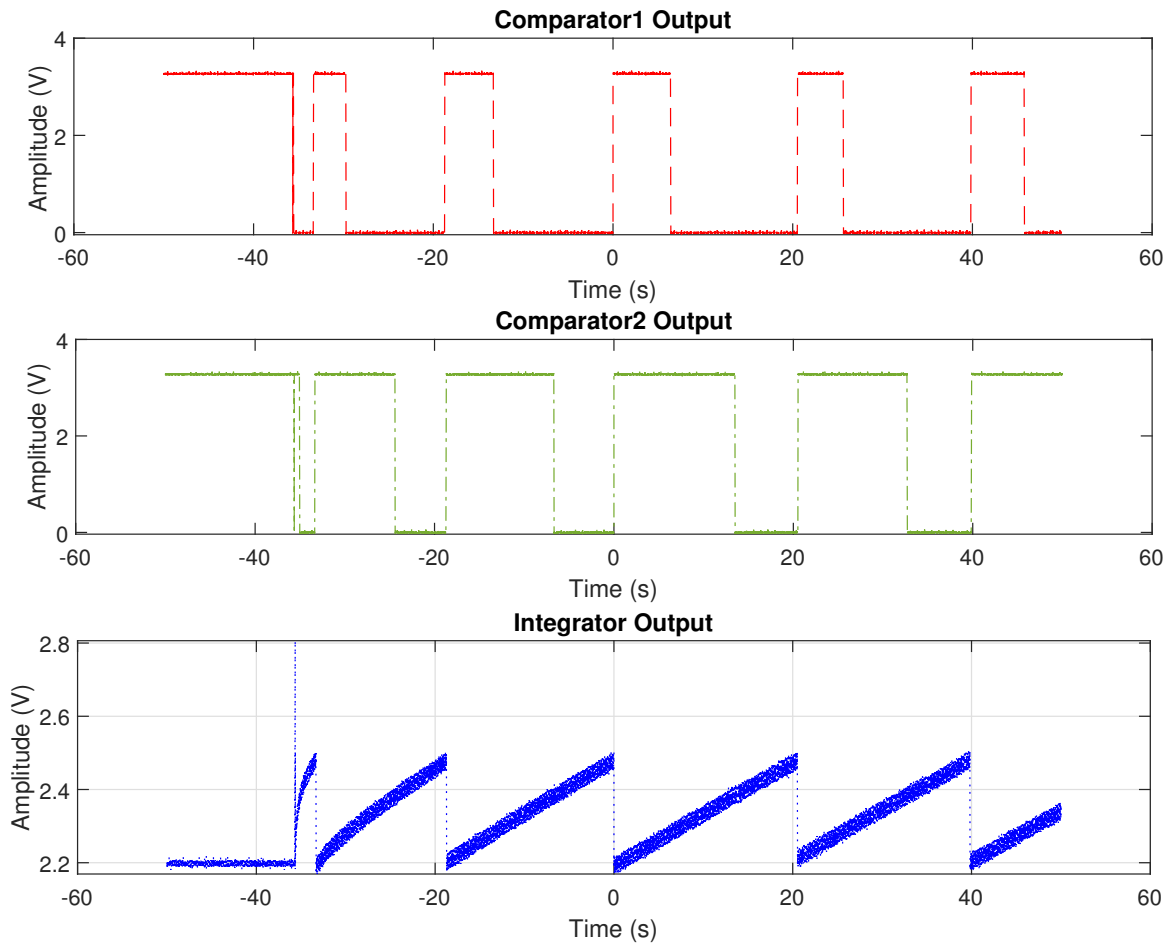 Comparator1 Output
4
2
0
Amplitude (V)
-60 -40 -20 0 20 40 60
Time (s)
Comparator2 Output
4
2
0
Amplitude (V)
-60 -40 -20 0 20 40 60
Time (s)
Integrator Output
2.8
2.6
2.4
2.2
Amplitude (V)
-60 -40 -20 0 20 40 60
Time (s)